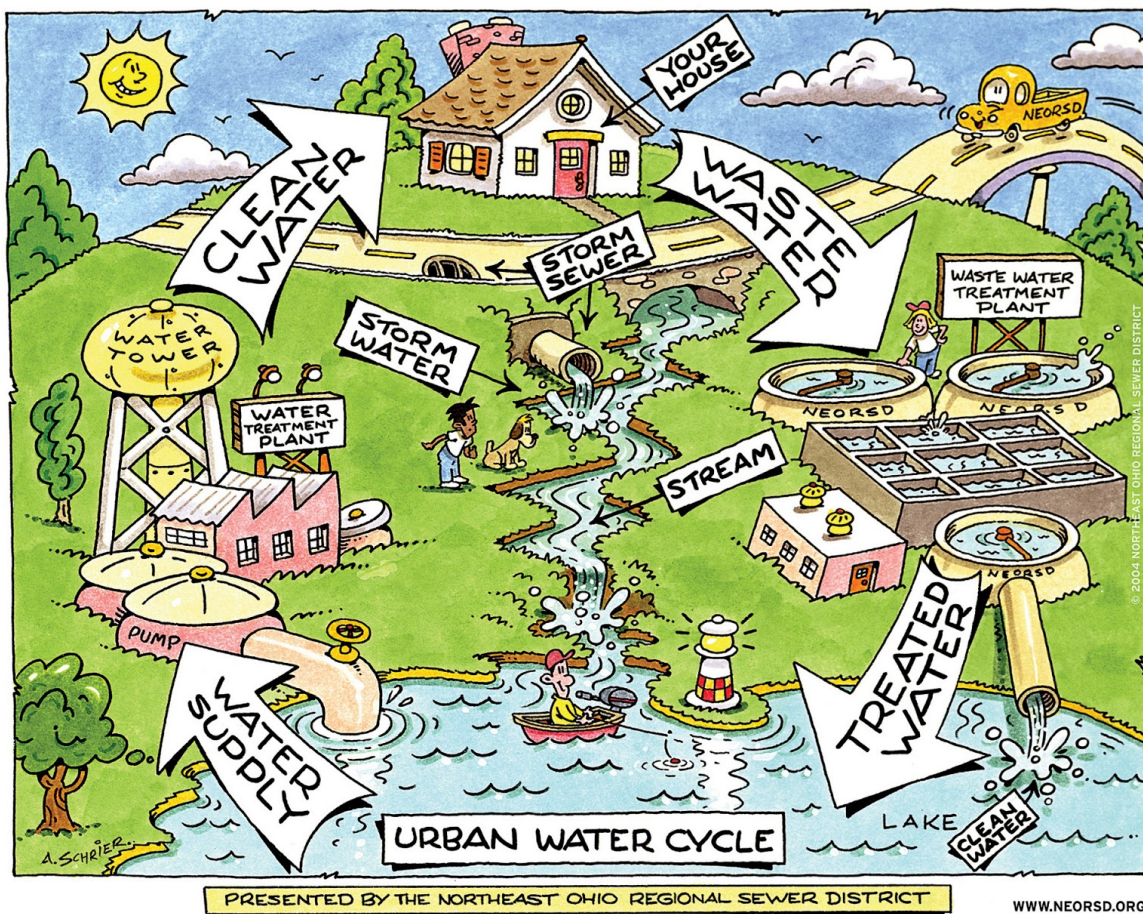 YOUR
HOUSE
NEORSD
CLEAN
WATER
WASTE
WATER
STORM
SEWER
WASTE WATER
TREATMENT
PLANT
STORM
WATER
WATER
TOWER
WATER
TREATMENT
PLANT
NEORSD
NEORSD
STREAM
NEORSD
PUMP
TREATED
WATER
WATER
SUPPLY
LAKE
CLEAN
WATER
URBAN WATER CYCLE
A. SCHRIER
© 2004 NORTHEAST OHIO REGIONAL SEWER DISTRICT
PRESENTED BY THE NORTHEAST OHIO REGIONAL SEWER DISTRICT
WWW.NEORSD.ORG